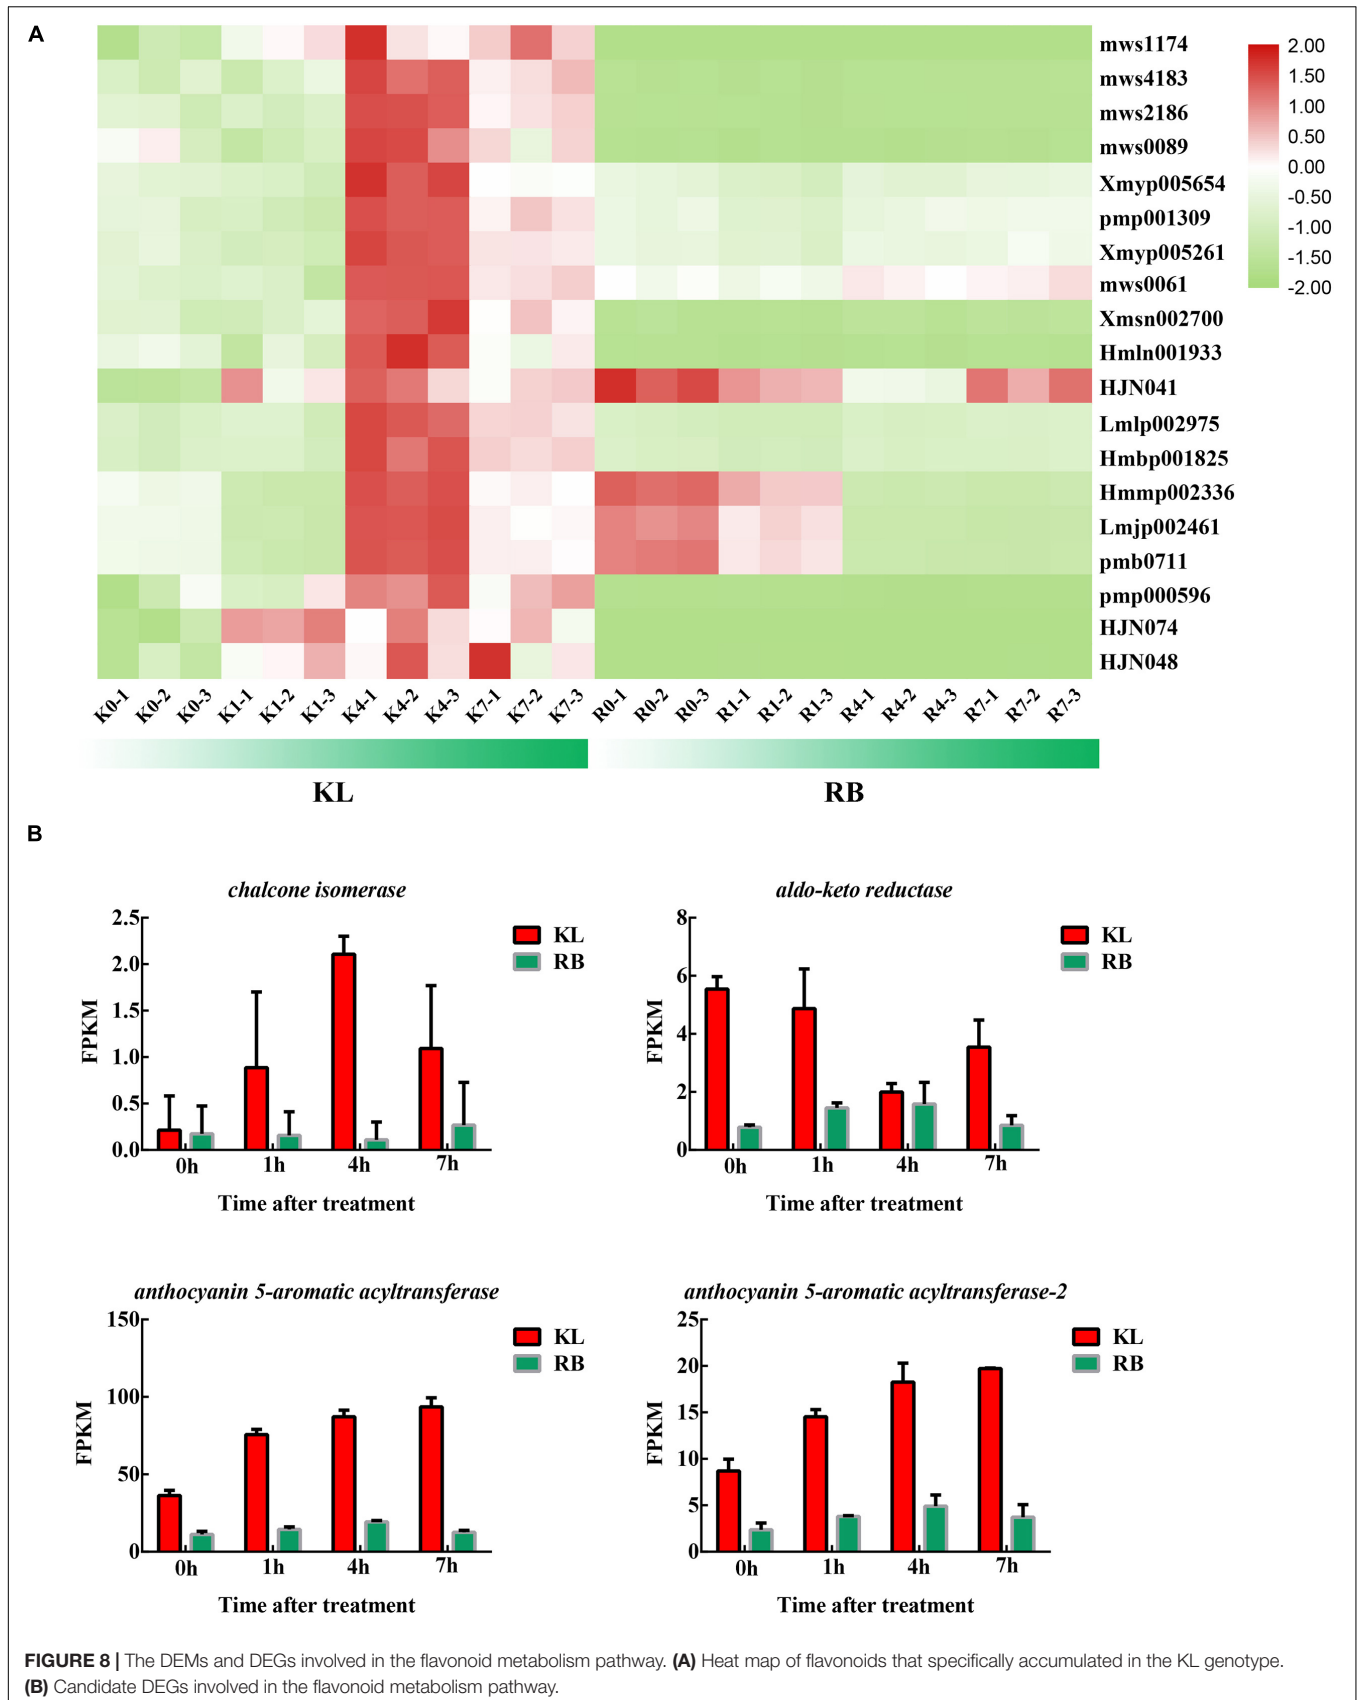 A
mws1174
mws4183
mws2186
mws0089
Xmyp005654
pmp001309
Xmyp005261
mws0061
Xmsn002700
Hmln001933
HJN041
Lmlp002975
Hmbp001825
Hmmp002336
Lmjp002461
pmb0711
pmp000596
HJN074
HJN048
2.00
1.50
1.00
0.50
0.00
-0.50
-1.00
-1.50
-2.00
K0-1 K0-2 K0-3 K1-1 K1-2 K1-3 K4-1 K4-2 K4-3 K7-1 K7-2 K7-3 R0-1 R0-2 R0-3 R1-1 R1-2 R1-3 R4-1 R4-2 R4-3 R7-1 R7-2 R7-3
KL RB
B
chalcone isomerase
2.5
2.0
1.5
1.0
0.5
0.0
FPKM
KL
RB
0h 1h 4h 7h
Time after treatment
aldo-keto reductase
8
6
4
2
0
FPKM
KL
RB
0h 1h 4h 7h
Time after treatment
anthocyanin 5-aromatic acyltransferase
150
100
50
0
FPKM
KL
RB
0h 1h 4h 7h
Time after treatment
anthocyanin 5-aromatic acyltransferase-2
25
20
15
10
5
0
FPKM
KL
RB
0h 1h 4h 7h
Time after treatment
FIGURE 8 | The DEMs and DEGs involved in the flavonoid metabolism pathway. (A) Heat map of flavonoids that specifically accumulated in the KL genotype.
(B) Candidate DEGs involved in the flavonoid metabolism pathway.